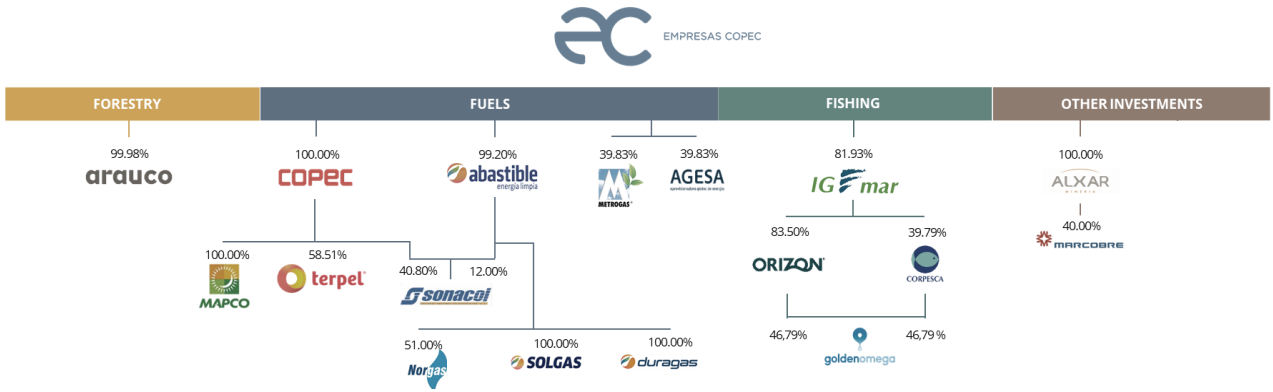 EMPRESAS COPEC
FORESTRY
FUELS
FISHING
OTHER INVESTMENTS
99.98%
arauco
100.00%
COPEC
99.20%
abastible
energía limpia
39.83%
METROGAS
39.83%
AGESA
81.93%
IG mar
100.00%
ALXAR
MINERIA
100.00%
MAPCO
58.51%
terpel
40.80%
12.00%
sonacol
83.50%
ORIZON
39.79%
CORPESCA
40.00%
MARCOBRE
51.00%
Norgas
100.00%
SOLGAS
100.00%
duragas
46,79%
46,79 %
goldenomega